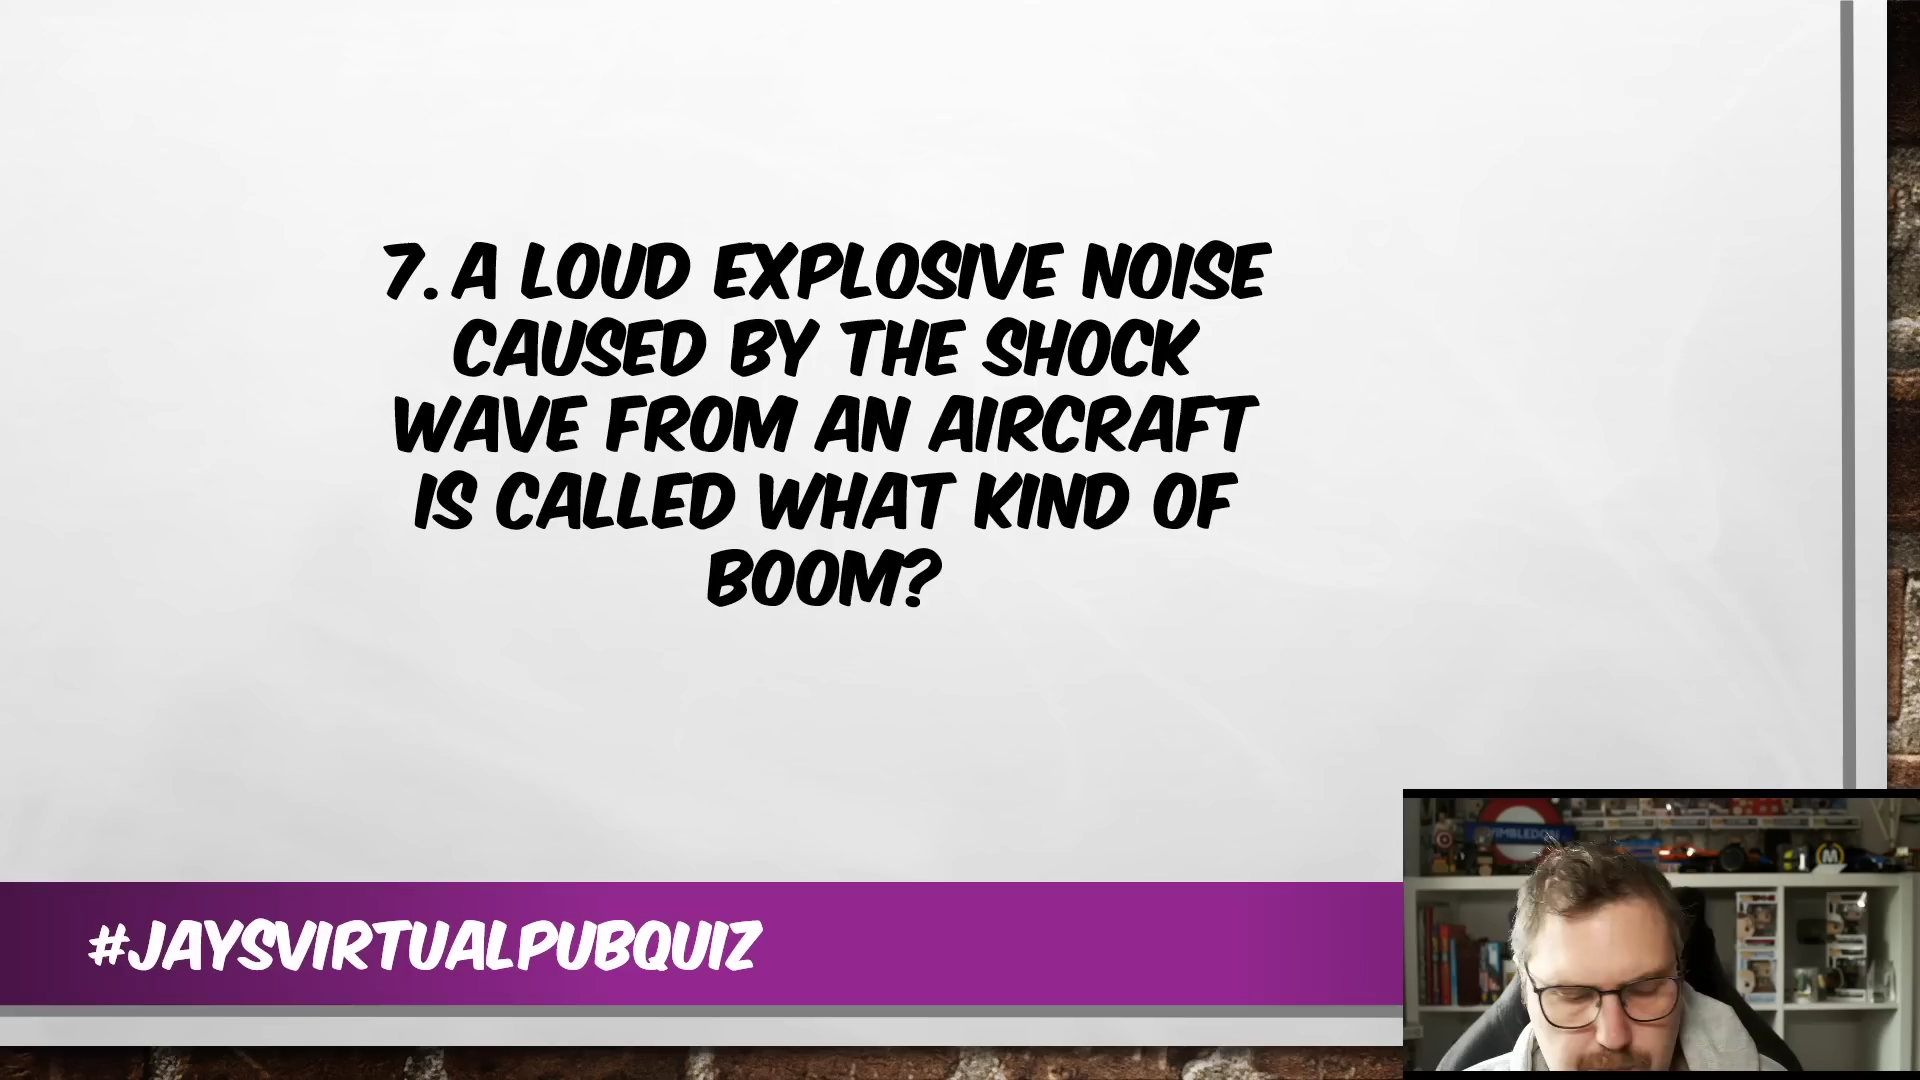 7. A LOUD EXPLOSIVE NOISE
CAUSED BY THE SHOCK
WAVE FROM AN AIRCRAFT
IS CALLED WHAT KIND OF
BOOM?
#JAYSVIRTUALPUBQUIZ
WIMBLEDON
M